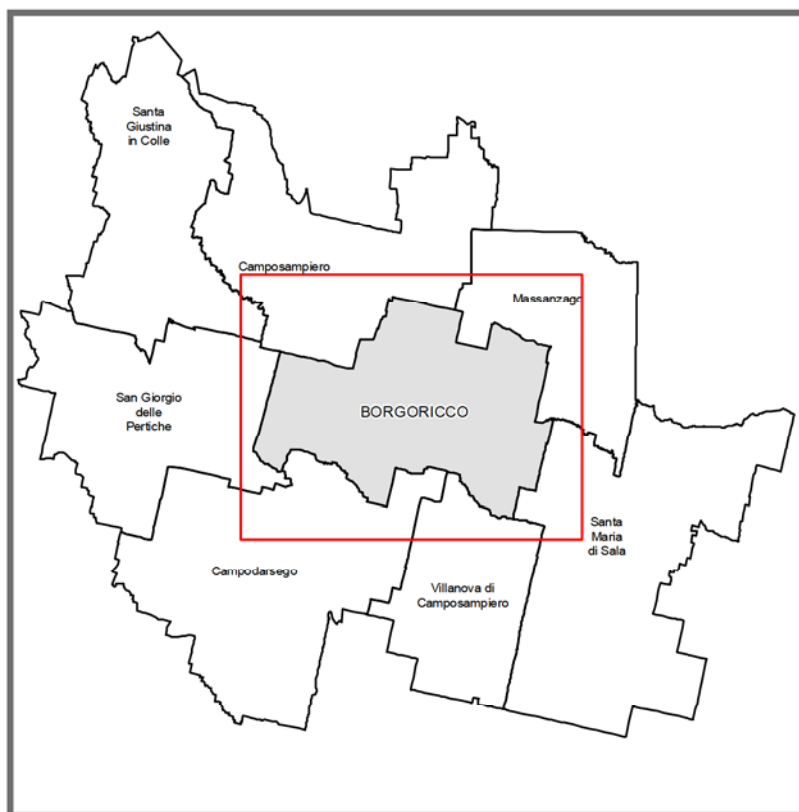 Santa
Giustina
in Colle
Camposampiero
Massanzago
San Giorgio
delle
Pertiche
BORGORICCO
Santa
Maria
di Sala
Campodarsego
Villanova di
Camposampiero